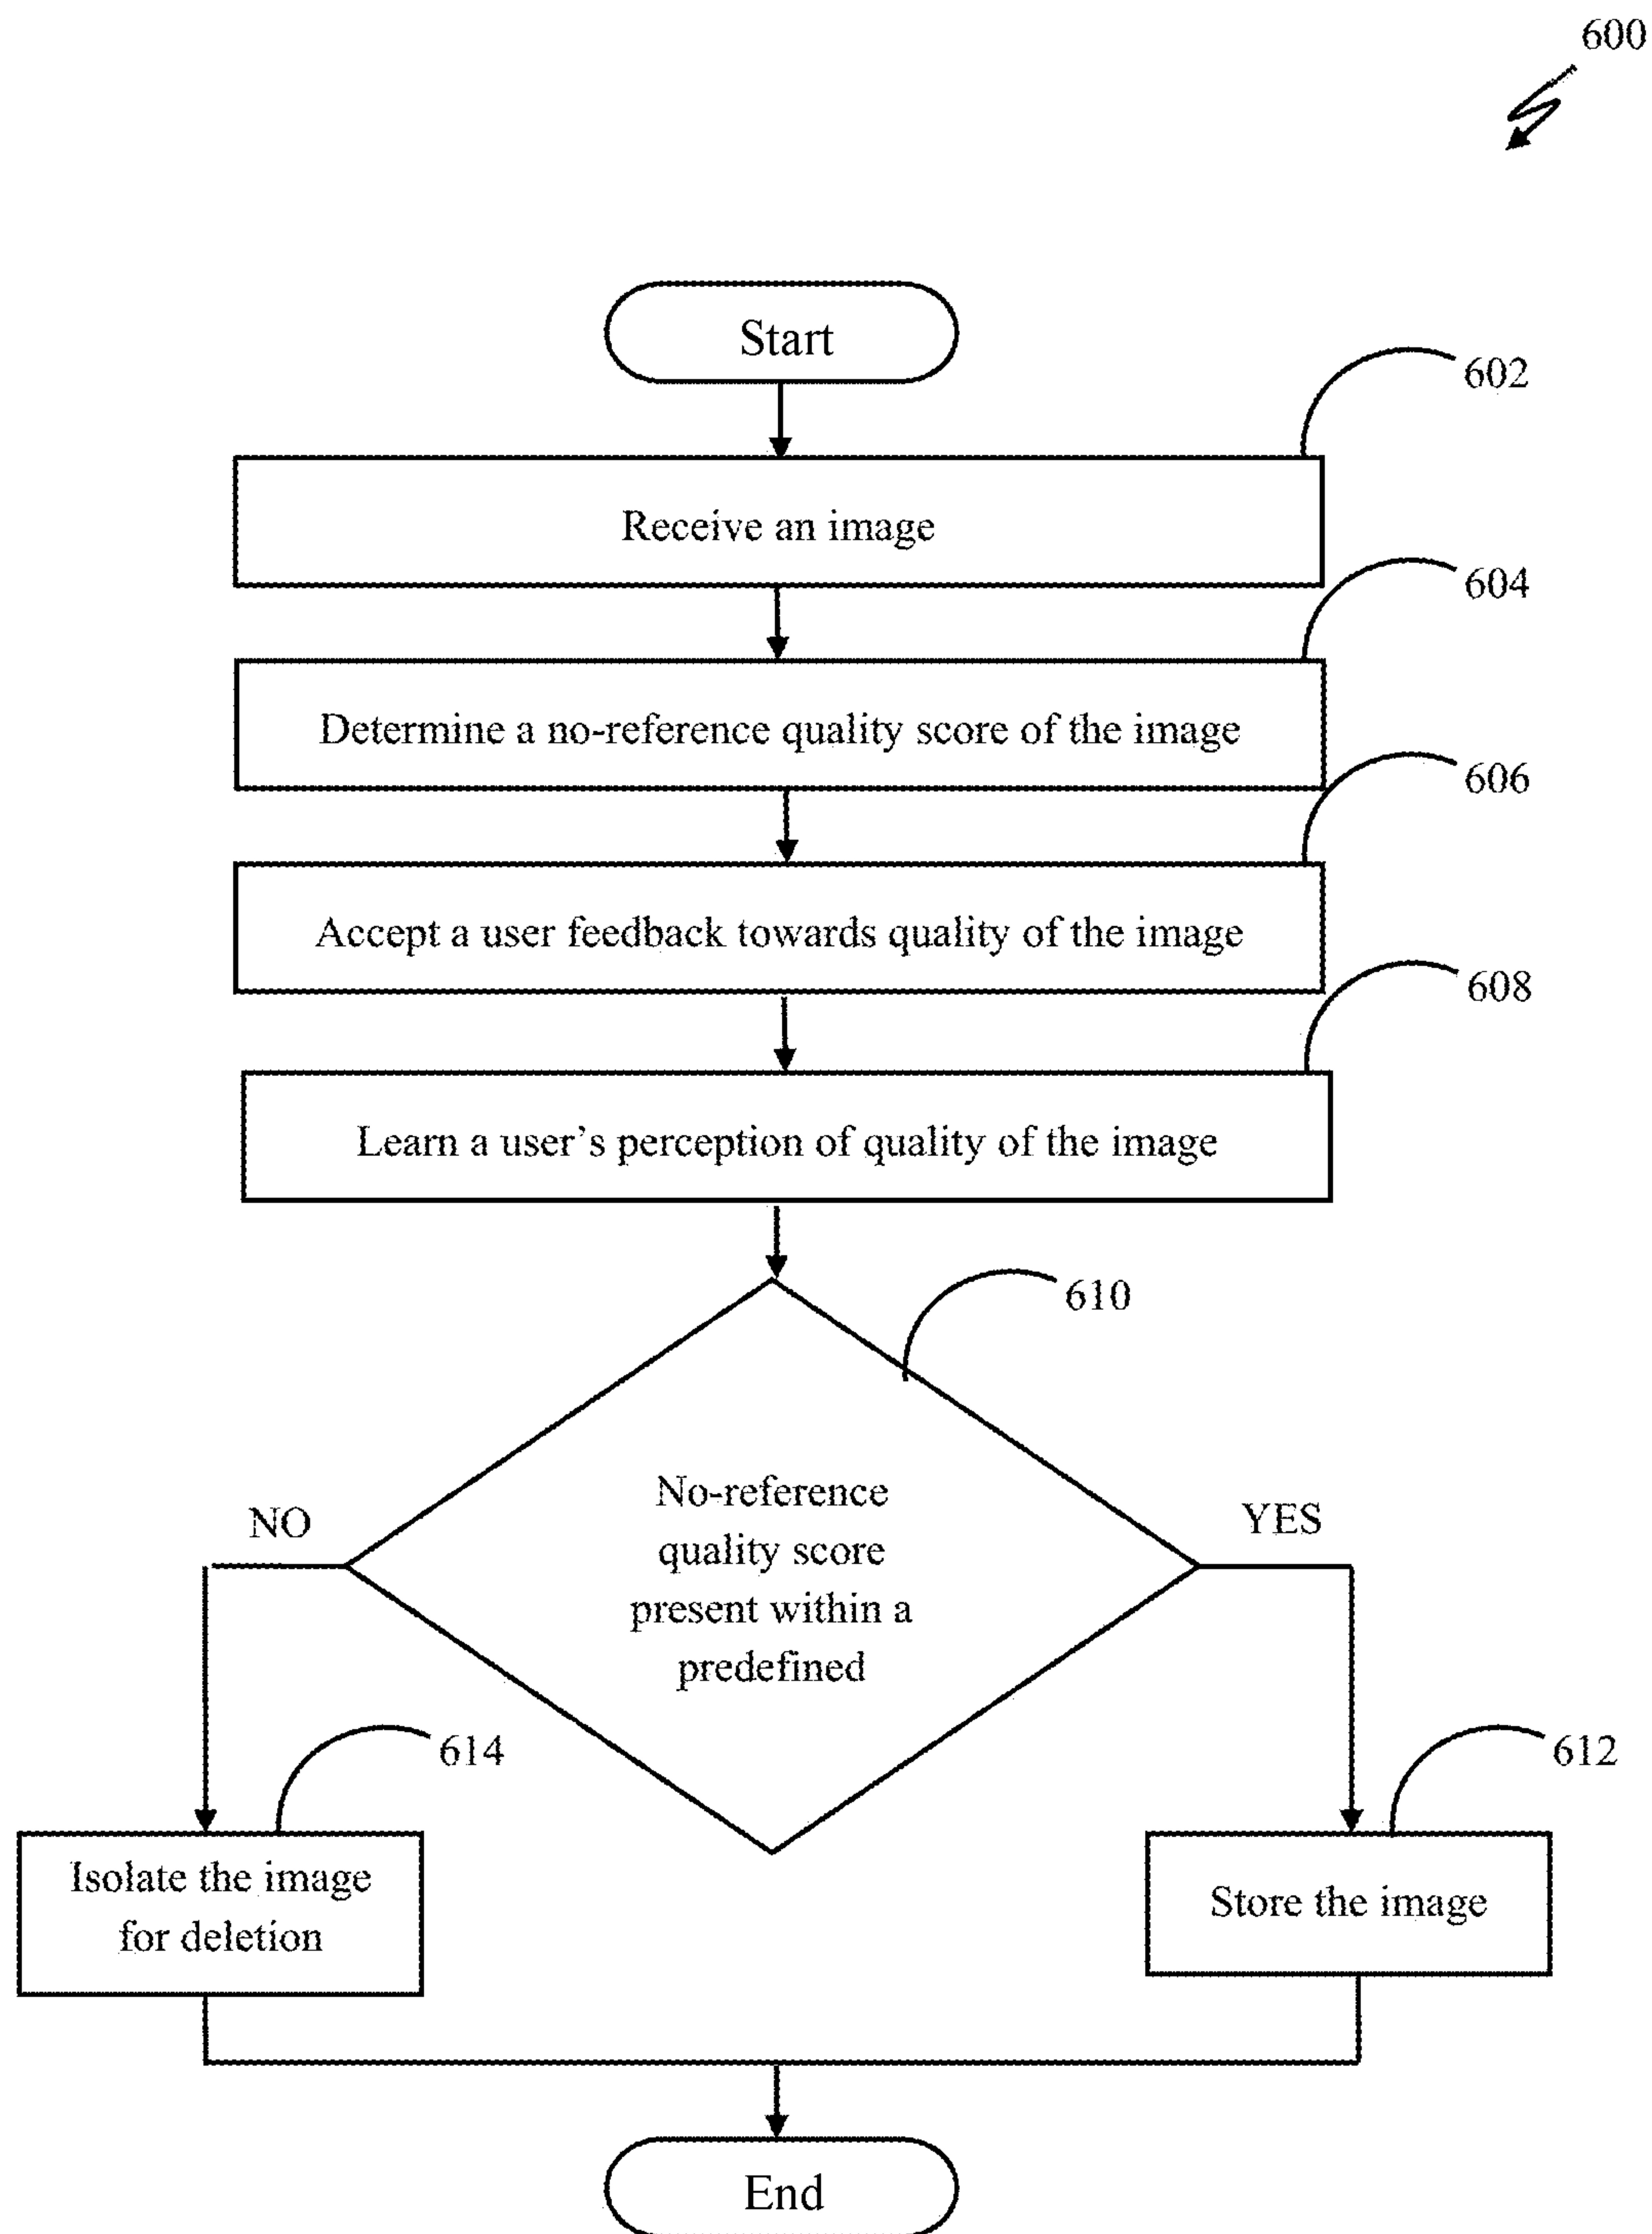 600
Start
602
Receive an image
604
Determine a no-reference quality score of the image
606
Accept a user feedback towards quality of the image
608
Learn a user’s perception of quality of the image
610
No-reference
quality score
present within a
predefined
NO
YES
614
612
Isolate the image
for deletion
Store the image
End